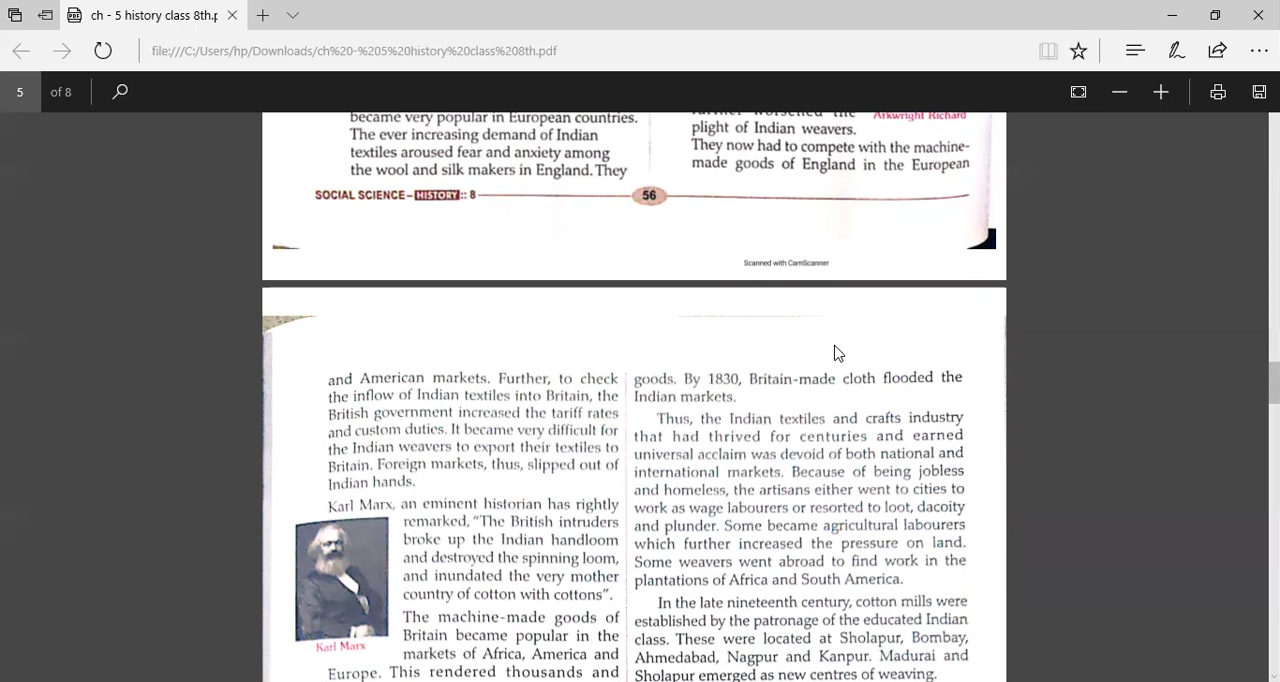 ch - 5 history class 8th.p
file:///C:/Users/hp/Downloads/ch%20-%205%20history%20class%208th.pdf
5 of 8
became very popular in European countries.
The ever increasing demand of Indian
textiles aroused fear and anxiety among
the wool and silk makers in England. They
further worsened the
Arkwright Richard
plight of Indian weavers.
They now had to compete with the machine-
made goods of England in the European
SOCIAL SCIENCE–HISTORY:: 8
56
Scanned with CamScanner
and American markets. Further, to check
the inflow of Indian textiles into Britain, the
British government increased the tariff rates
and custom duties. It became very difficult for
the Indian weavers to export their textiles to
Britain. Foreign markets, thus, slipped out of
Indian hands.
Karl Marx, an eminent historian has rightly
remarked, "The British intruders
broke up the Indian handloom
and destroyed the spinning loom,
and inundated the very mother
country of cotton with cottons".
Karl Marx
The machine-made goods of
Britain became popular in the
markets of Africa, America and
Europe. This rendered thousands and
goods. By 1830, Britain-made cloth flooded the
Indian markets.
Thus, the Indian textiles and crafts industry
that had thrived for centuries and earned
universal acclaim was devoid of both national and
international markets. Because of being jobless
and homeless, the artisans either went to cities to
work as wage labourers or resorted to loot, dacoity
and plunder. Some became agricultural labourers
which further increased the pressure on land.
Some weavers went abroad to find work in the
plantations of Africa and South America.
In the late nineteenth century, cotton mills were
established by the patronage of the educated Indian
class. These were located at Sholapur, Bombay,
Ahmedabad, Nagpur and Kanpur. Madurai and
Sholapur emerged as new centres of weaving.